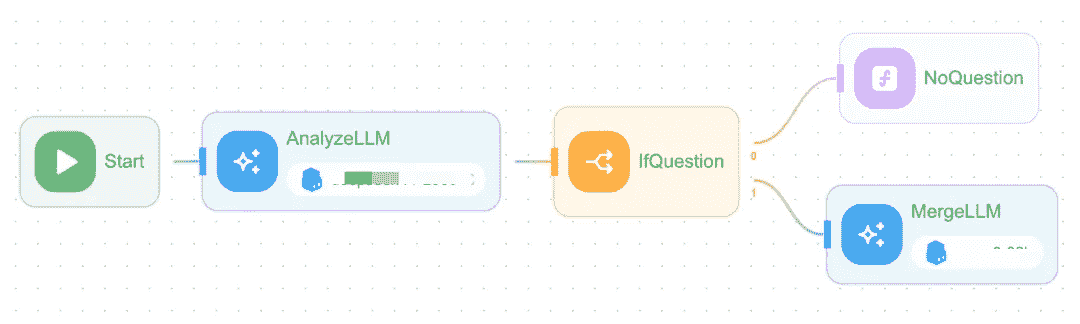 Start
AnalyzeLLM
IfQuestion
0
1
NoQuestion
MergeLLM